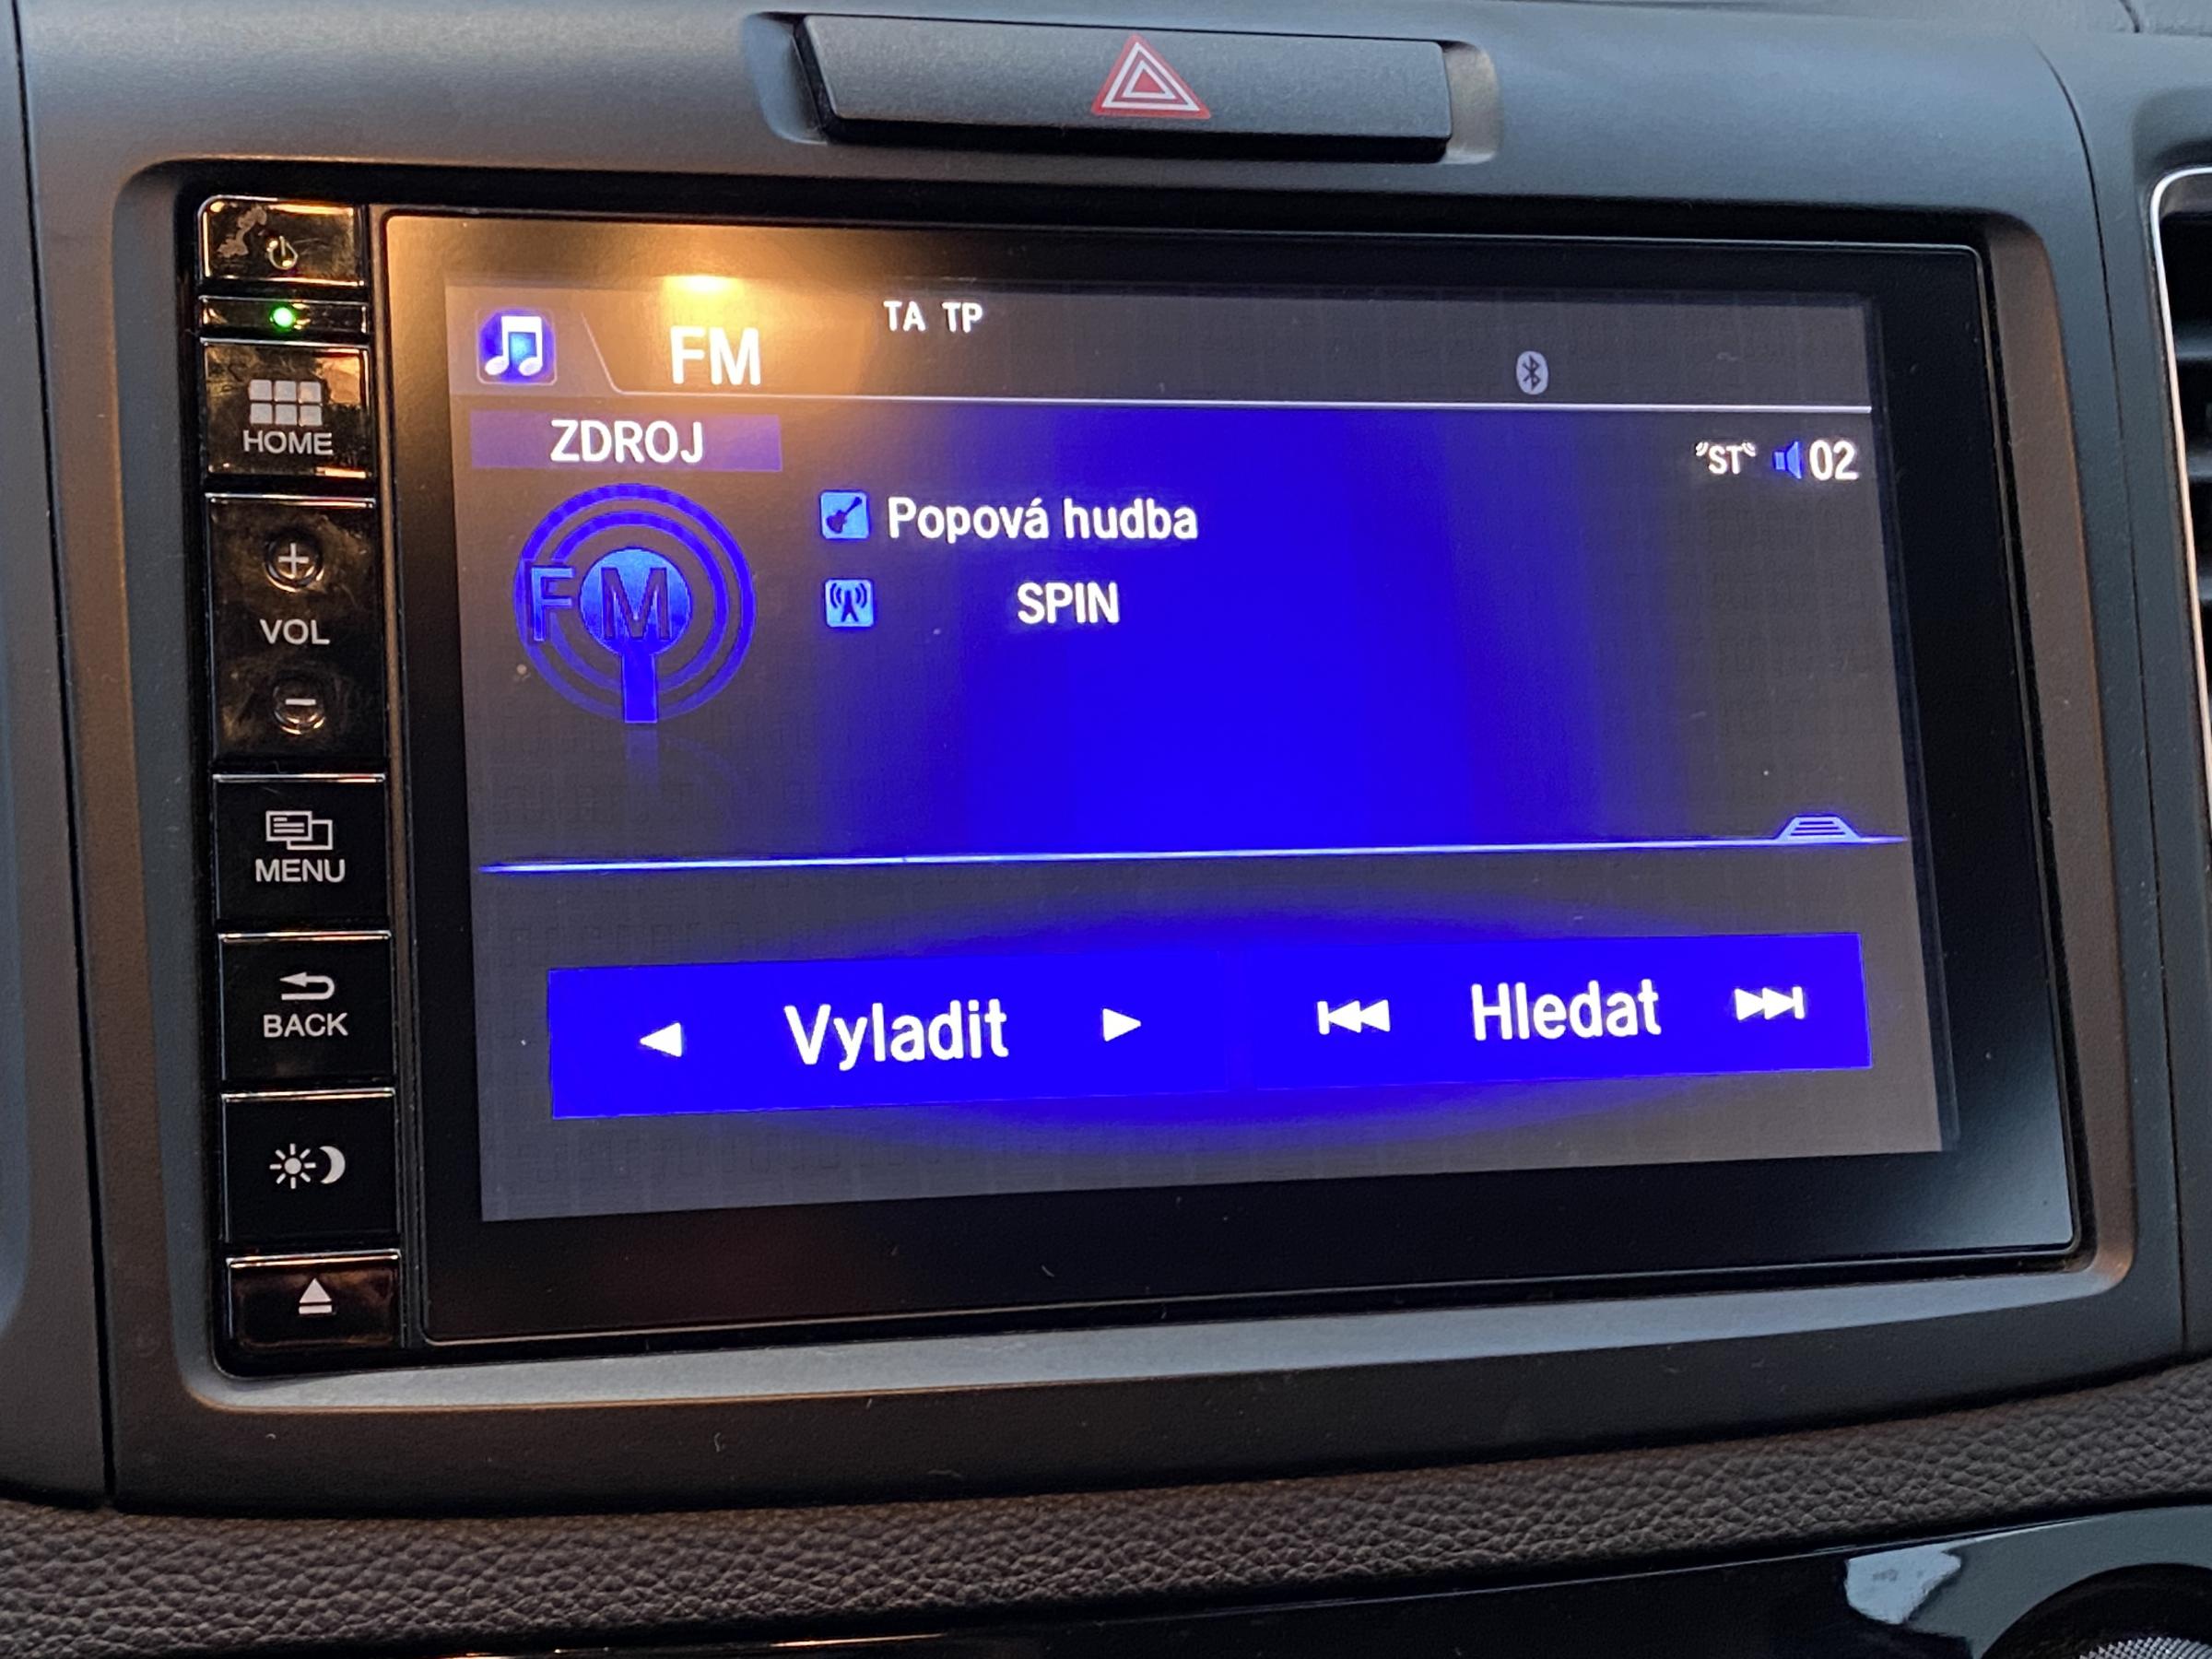 TA TP
FM
HOME
ZDROJ
"ST" 02
Popová hudba
FM
SPIN
VOL
MENU
Vyladit
Hledat
BACK